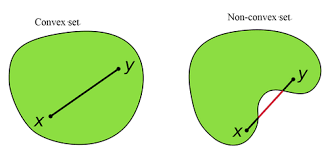 Convex set
Non-convex set
y
x
y
x